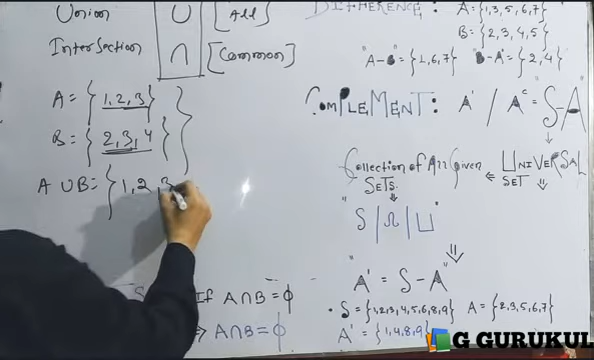 Union ∪ [All]
Intersection ∩ [Common]
A = { 1, 2, 3 }
B = { 2, 3, 4 }
A ∪ B = { 1, 2, 3
If A ∩ B = ϕ
⇒ A ∩ B = ϕ
DIFFERENCE: A = {1,3,5,6,7}
B = {2,3,4,5}
"A-B" = {1,6,7} "B-A" = {2,4}
COMPLEMENT: A' / Aᶜ = "S-A"
Collection of All Given SETS
UNIVERSAL SET
"S / Ω / U"
"A' = S - A"
• S = {1,2,3,4,5,6,8,9} A = {2,3,5,6,7}
A' = {1,4,8,9}
G GURUKUL